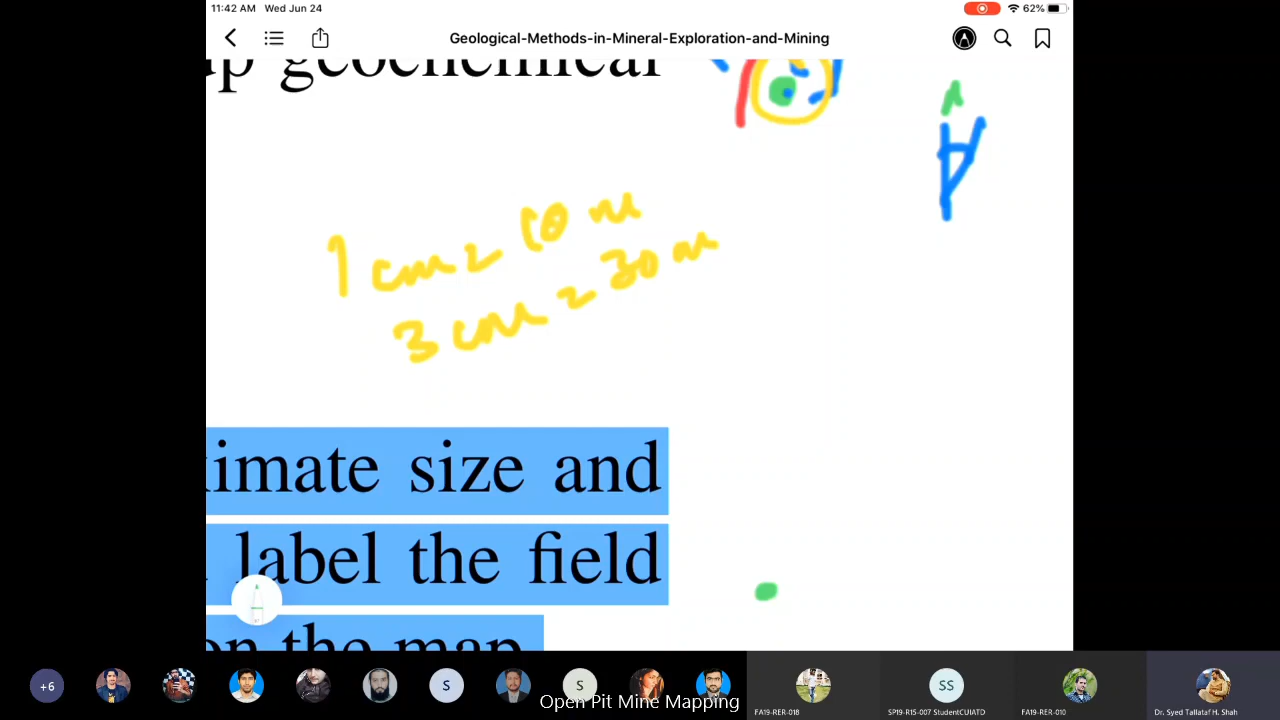 11:42 AM Wed Jun 24
62%
Geological-Methods-in-Mineral-Exploration-and-Mining
geochemical
1 cm = 10 m
3 cm = 30 m
size and
label the field
on the map.
+6
S
S
SS
FA19-RER-018
SP19-R15-007 StudentCUIATD
FA19-RER-010
Dr. Syed Tallataf H. Shah
Open Pit Mine Mapping